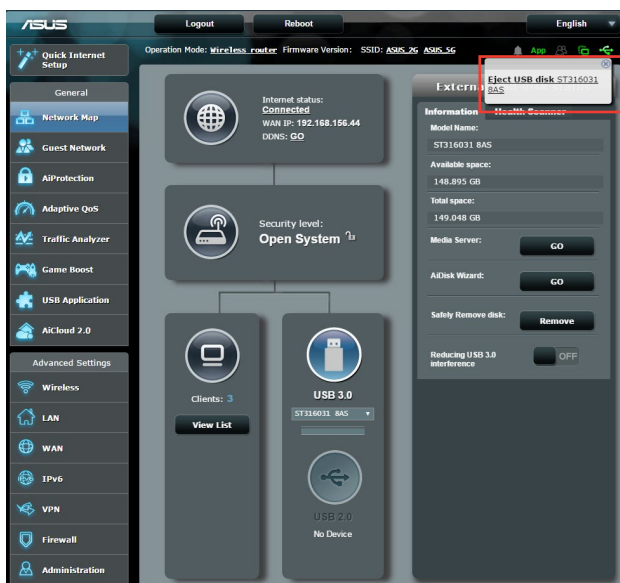 ASUS
Logout
Reboot
English
Quick Internet
Setup
Operation Mode: Wireless router Firmware Version: SSID: ASUS_2G ASUS_5G
App
Eject USB disk ST316031
8AS
General
Network Map
Guest Network
AiProtection
Adaptive QoS
Traffic Analyzer
Game Boost
USB Application
AiCloud 2.0
Advanced Settings
Wireless
LAN
WAN
IPv6
VPN
Firewall
Administration
Internet status:
Connected
WAN IP: 192.168.156.44
DDNS: GO
Security level:
Open System
Clients: 3
View List
USB 3.0
ST316031 8AS
USB 2.0
No Device
Extern
Information
Health Scanner
Model Name:
ST316031 8AS
Available space:
148.895 GB
Total space:
149.048 GB
Media Server:
GO
AiDisk Wizard:
GO
Safely Remove disk:
Remove
Reducing USB 3.0
interference
OFF